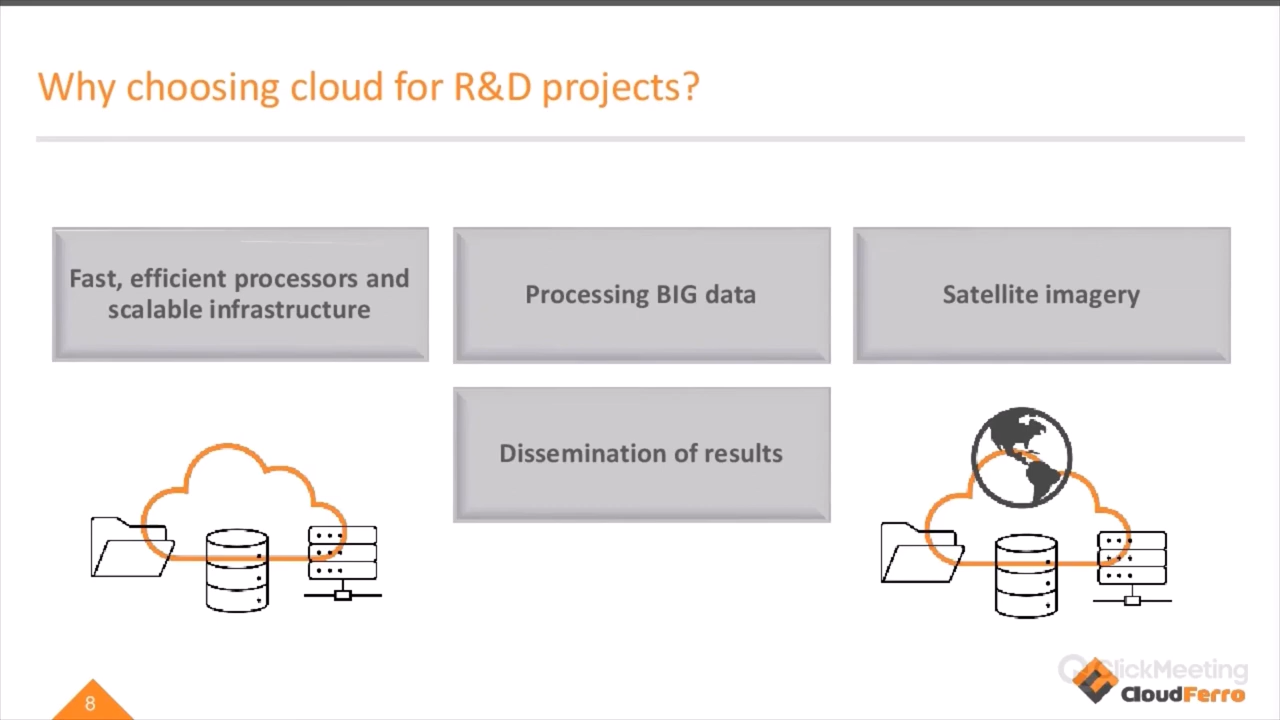 Why choosing cloud for R&D projects?
Fast, efficient processors and
scalable infrastructure
Processing BIG data
Satellite imagery
Dissemination of results
ClickMeeting
CloudFerro
8